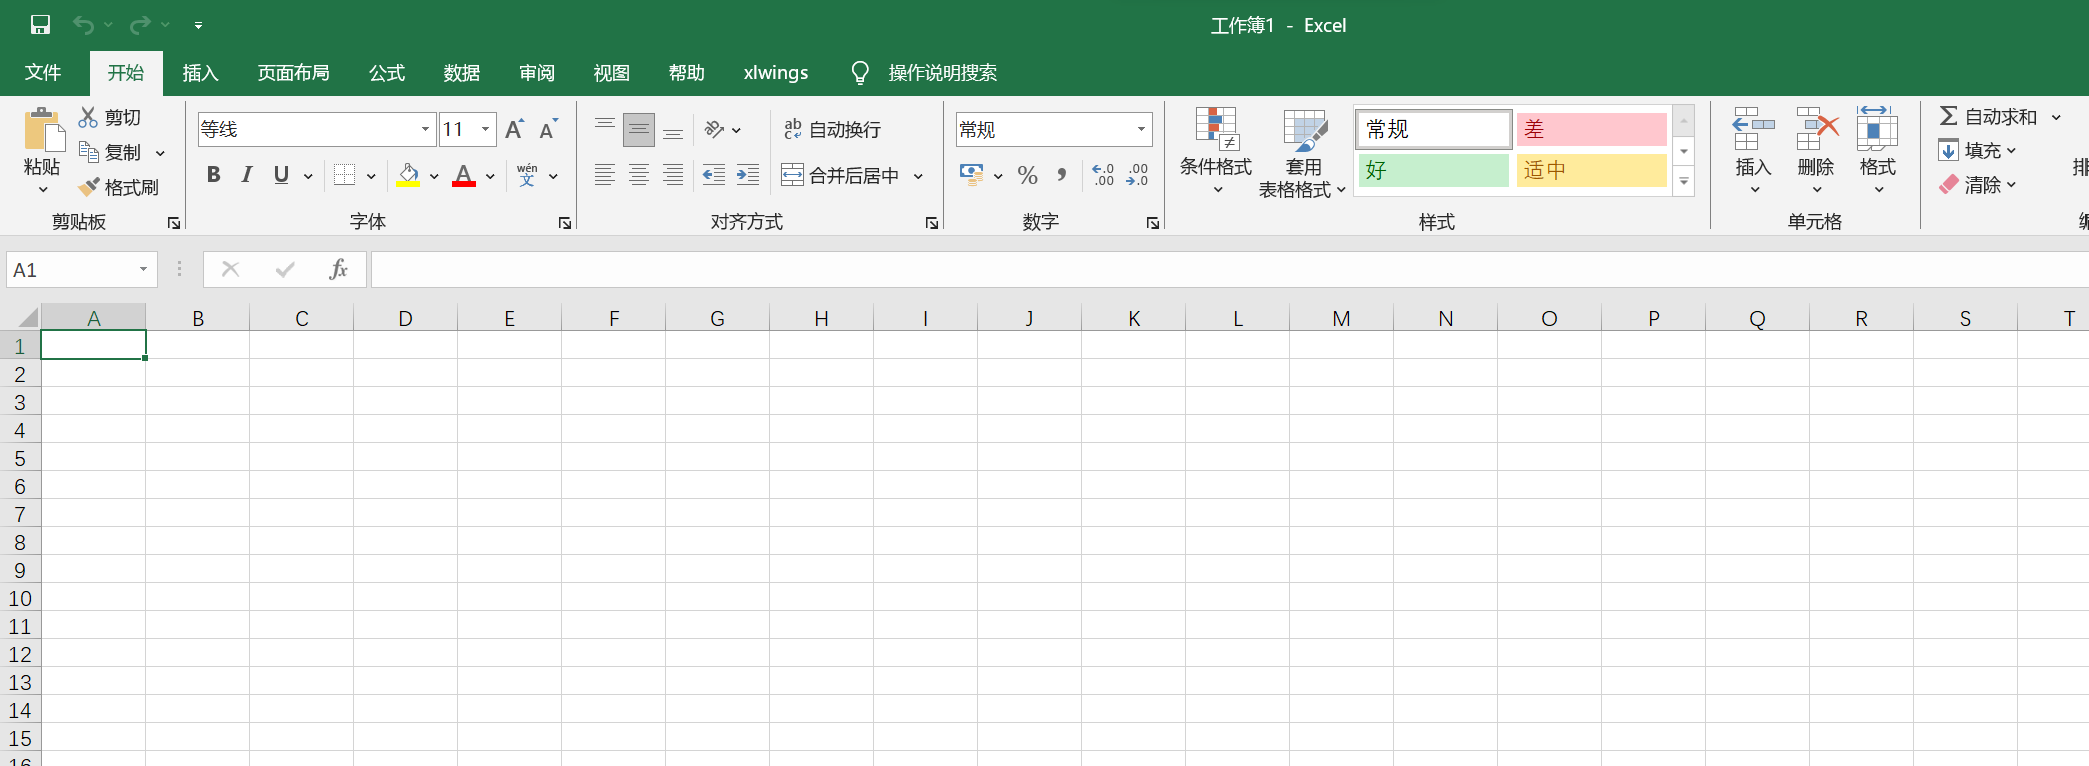 工作簿1 - Excel
文件 开始 插入 页面布局 公式 数据 审阅 视图 帮助 xlwings 操作说明搜索
粘贴 剪切 复制 格式刷
剪贴板
等线 11
B I U A wén 文
字体
ab c 自动换行
合并后居中
对齐方式
常规
% , .0 .00 .00 .0
数字
条件格式 套用 表格格式
常规 差
好 适中
样式
插入 删除 格式
单元格
自动求和
填充
清除
A1 fx
A B C D E F G H I J K L M N O P Q R S T
1
2
3
4
5
6
7
8
9
10
11
12
13
14
15
16